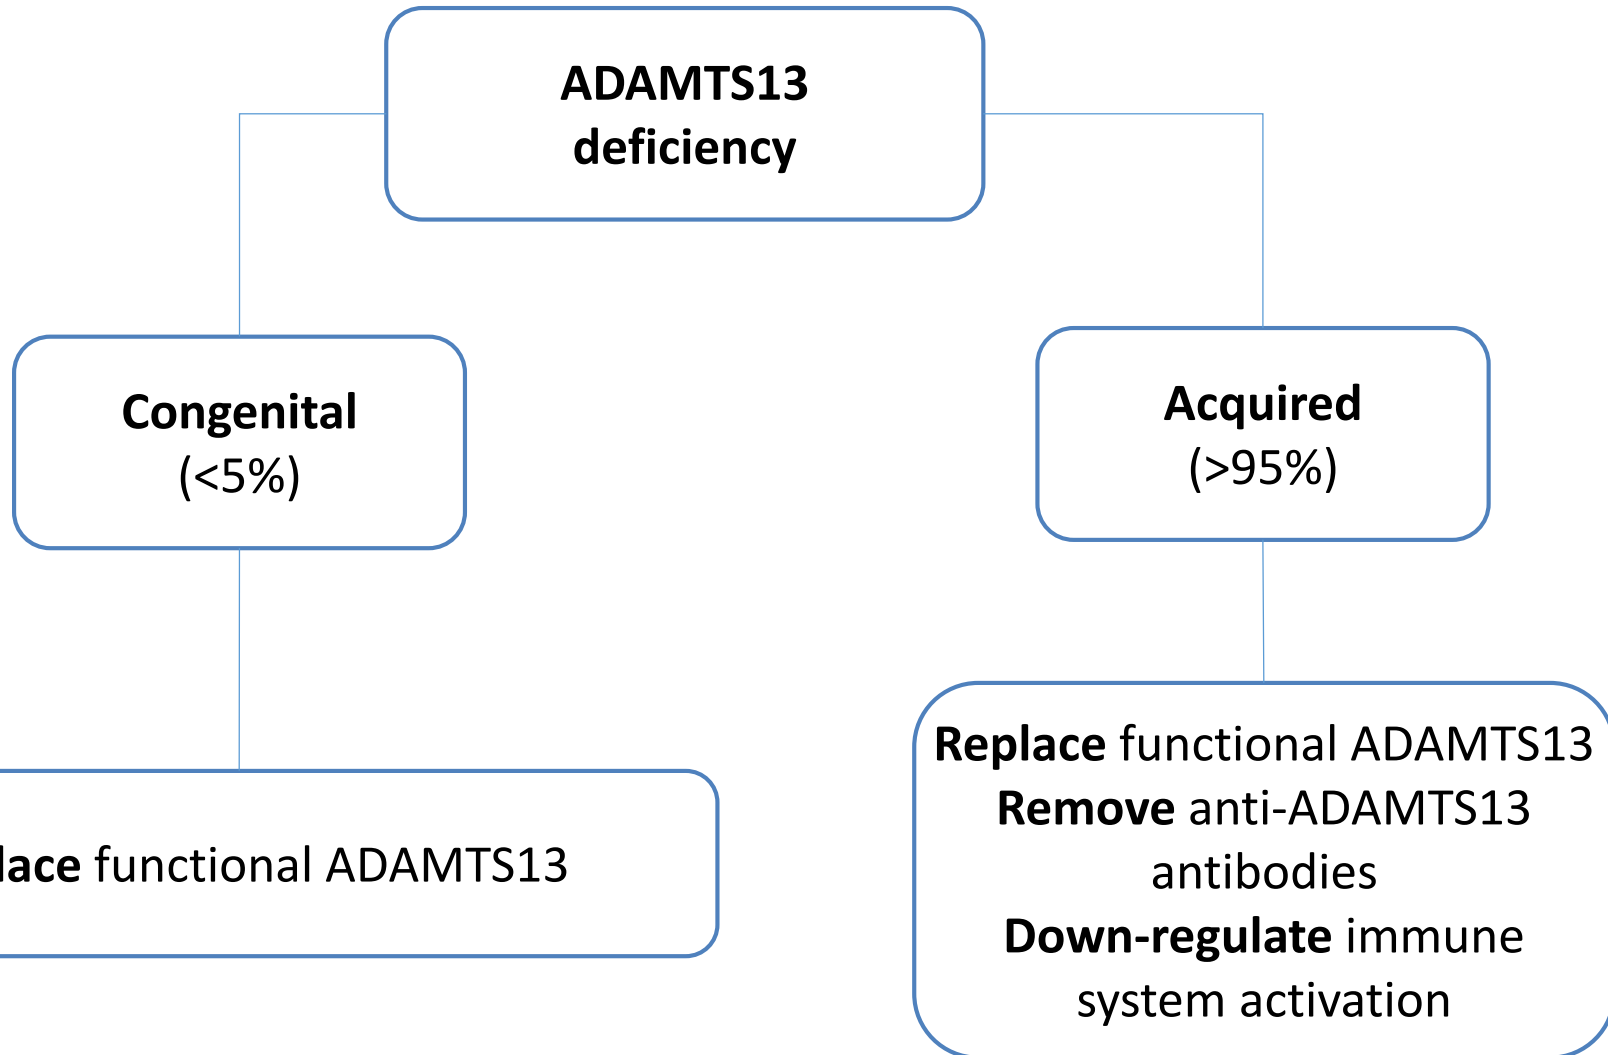 ADAMTS13
deficiency
Congenital
(<5%)
Acquired
(>95%)
lace functional ADAMTS13
Replace functional ADAMTS13
Remove anti-ADAMTS13
antibodies
Down-regulate immune
system activation